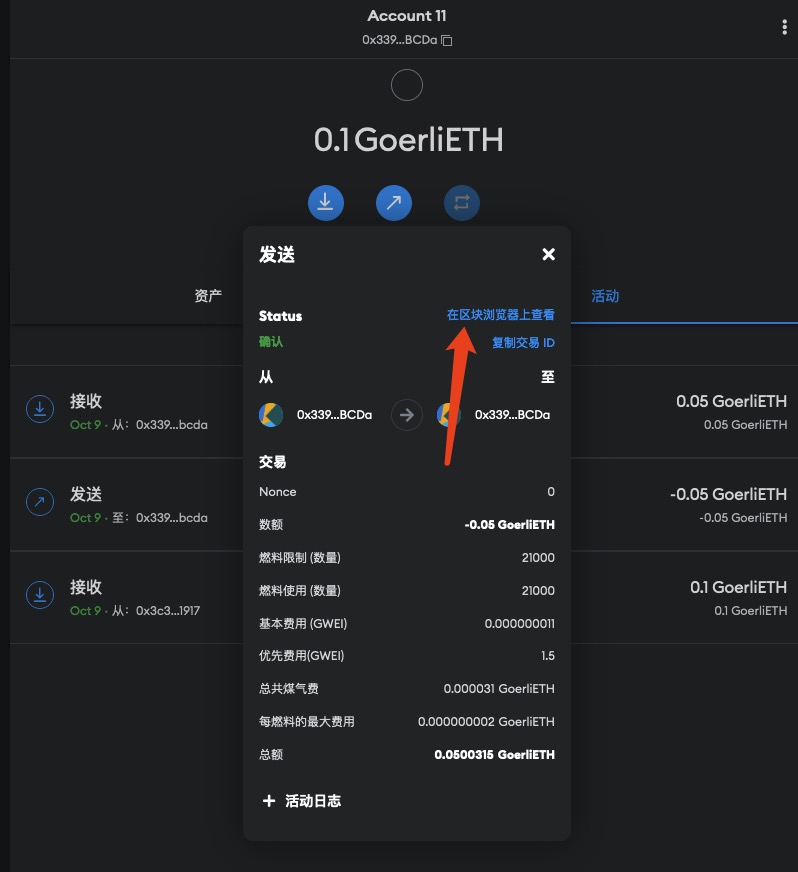 Account 11
0x339...BCDa
0.1 GoerliETH
资产
活动
发送
Status
在区块浏览器上查看
确认
复制交易 ID
从
至
0x339...BCDa
0x339...BCDa
交易
Nonce
0
数额
-0.05 GoerliETH
燃料限制 (数量)
21000
燃料使用 (数量)
21000
基本费用 (GWEI)
0.000000011
优先费用(GWEI)
1.5
总共煤气费
0.000031 GoerliETH
每燃料的最大费用
0.000000002 GoerliETH
总额
0.0500315 GoerliETH
活动日志
接收
Oct 9 · 从: 0x339...bcda
0.05 GoerliETH
0.05 GoerliETH
发送
Oct 9 · 至: 0x339...bcda
-0.05 GoerliETH
-0.05 GoerliETH
接收
Oct 9 · 从: 0x3c3...1917
0.1 GoerliETH
0.1 GoerliETH